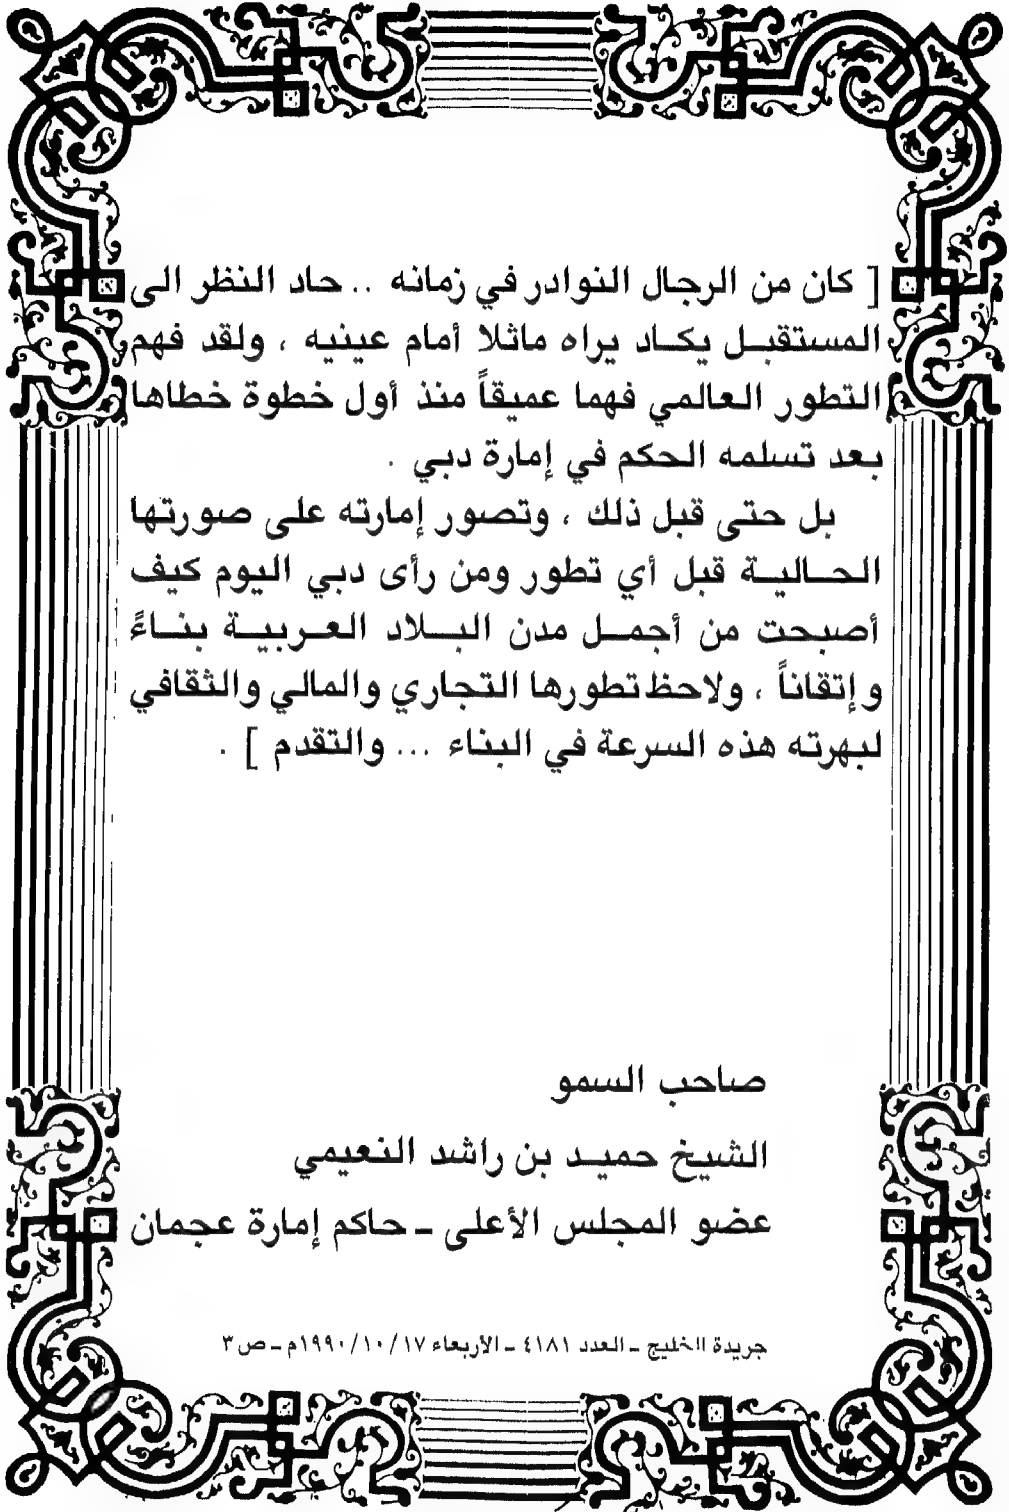 [ كان من الرجال النوادر في زمانه .. حاد النظر الى
المستقبل يكاد يراه ماثلا أمام عينيه ، ولقد فهم
التطور العالمي فهما عميقاً منذ أول خطوة خطاها
بعد تسلمه الحكم في إمارة دبي .
بل حتى قبل ذلك ، وتصور إمارته على صورتها
الحالية قبل أي تطور ومن رأى دبي اليوم كيف
أصبحت من أجمل مدن البلاد العربية بناءً
وإتقاناً ، ولاحظ تطورها التجاري والمالي والثقافي
لبهرته هذه السرعة في البناء ... والتقدم ] .
صاحب السمو
الشيخ حميد بن راشد النعيمي
عضو المجلس الأعلى ـ حاكم إمارة عجمان
جريدة الخليج ـ العدد ٤١٨١ ـ الأربعاء ١٩٩٠/١٠/١٧م ـ ص٣